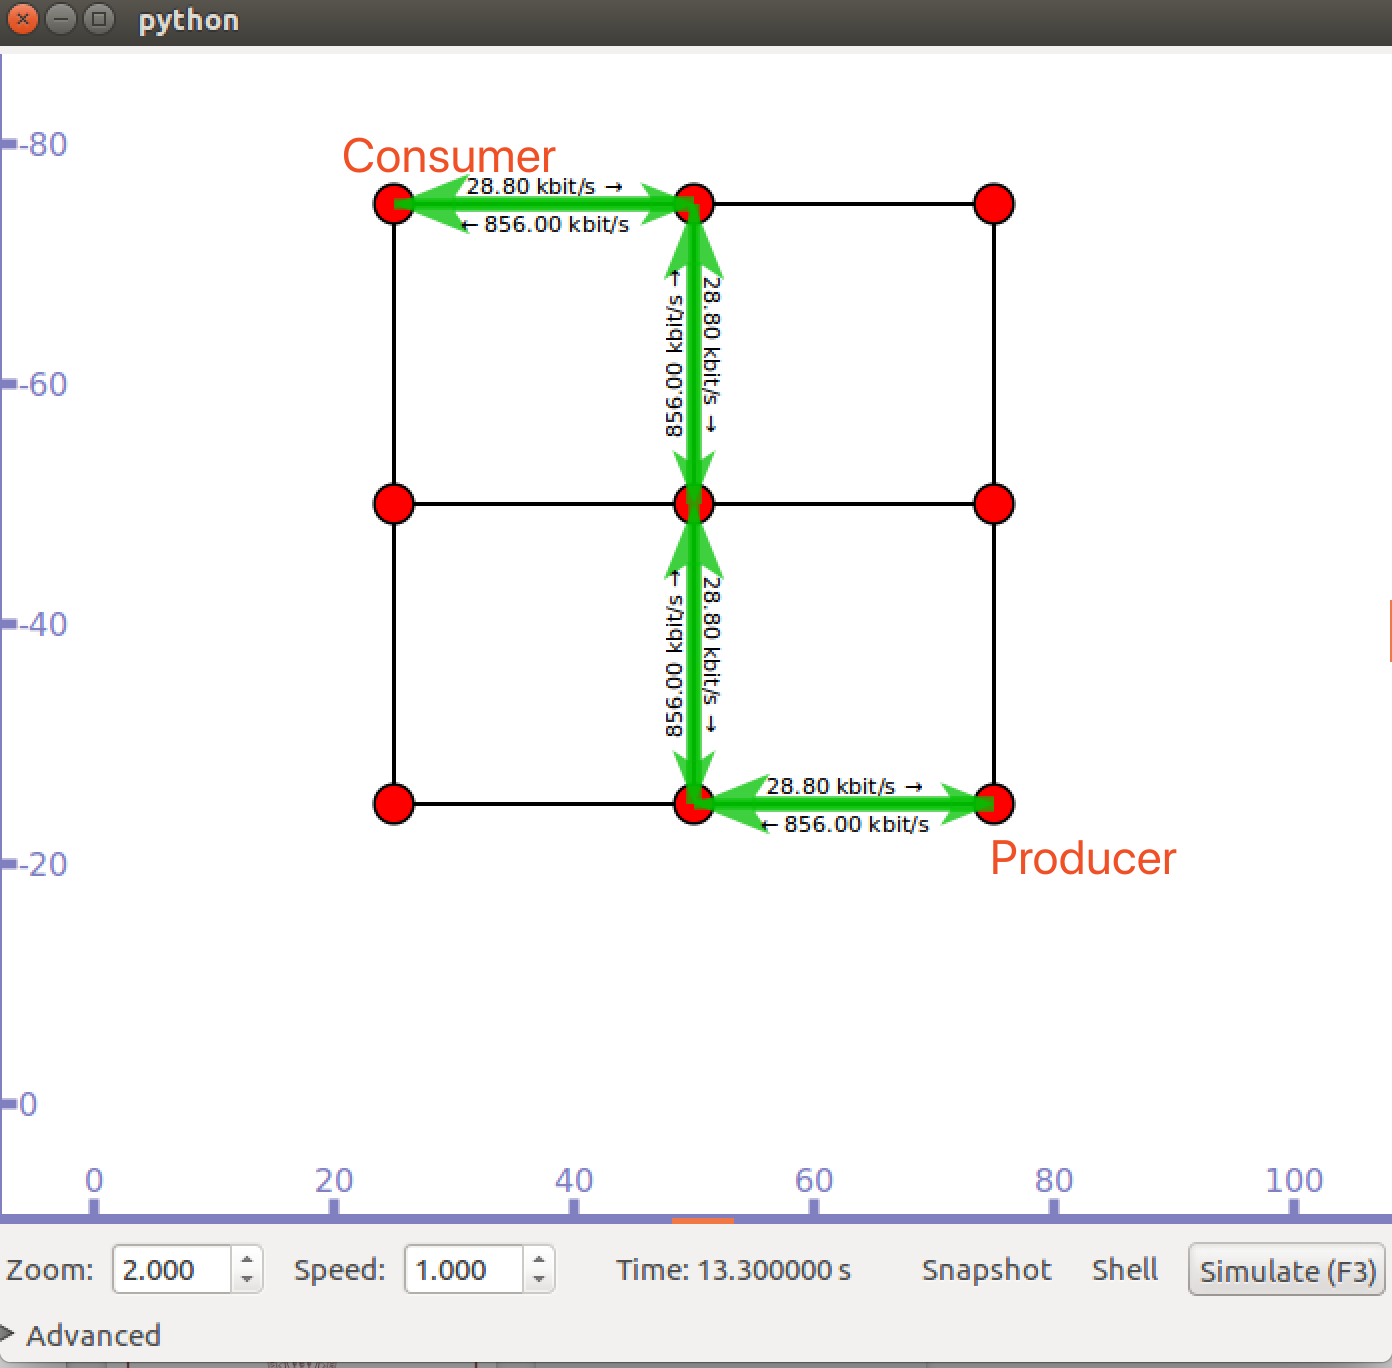 python
-80
Consumer
28.80 kbit/s →
← 856.00 kbit/s
856.00 kbit/s →
28.80 kbit/s →
-60
856.00 kbit/s →
28.80 kbit/s →
-40
28.80 kbit/s →
← 856.00 kbit/s
Producer
-20
0
0 20 40 60 80 100
Zoom: 2.000 Speed: 1.000 Time: 13.300000 s Snapshot Shell Simulate (F3)
Advanced